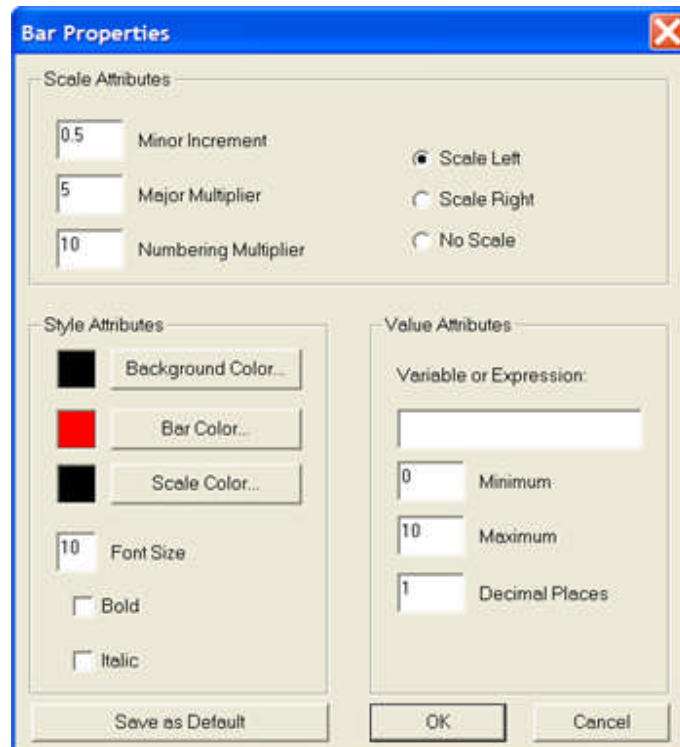 Bar Properties
Scale Attributes
0.5 Minor Increment
5 Major Multiplier
10 Numbering Multiplier
Scale Left
Scale Right
No Scale
Style Attributes
Background Color...
Bar Color...
Scale Color...
10 Font Size
Bold
Italic
Value Attributes
Variable or Expression:
0 Minimum
10 Maximum
1 Decimal Places
Save as Default
OK
Cancel